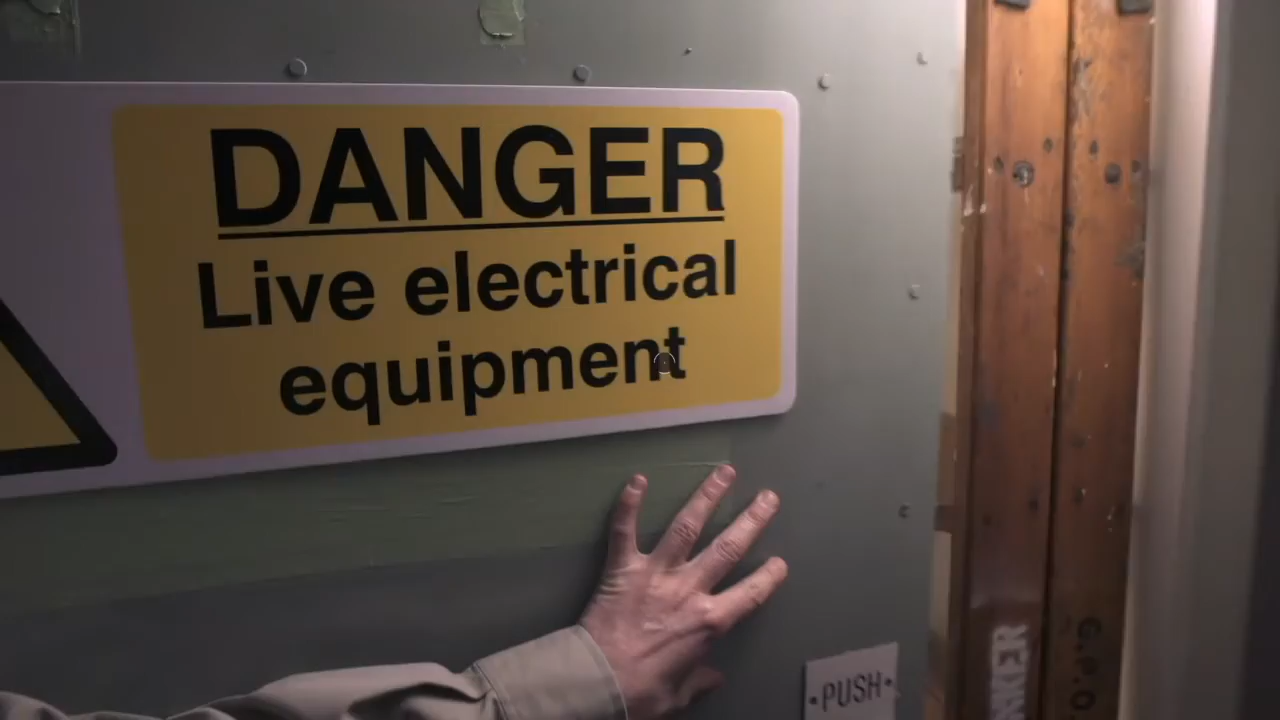 DANGER
Live electrical
equipment
·PUSH·
G.P.O